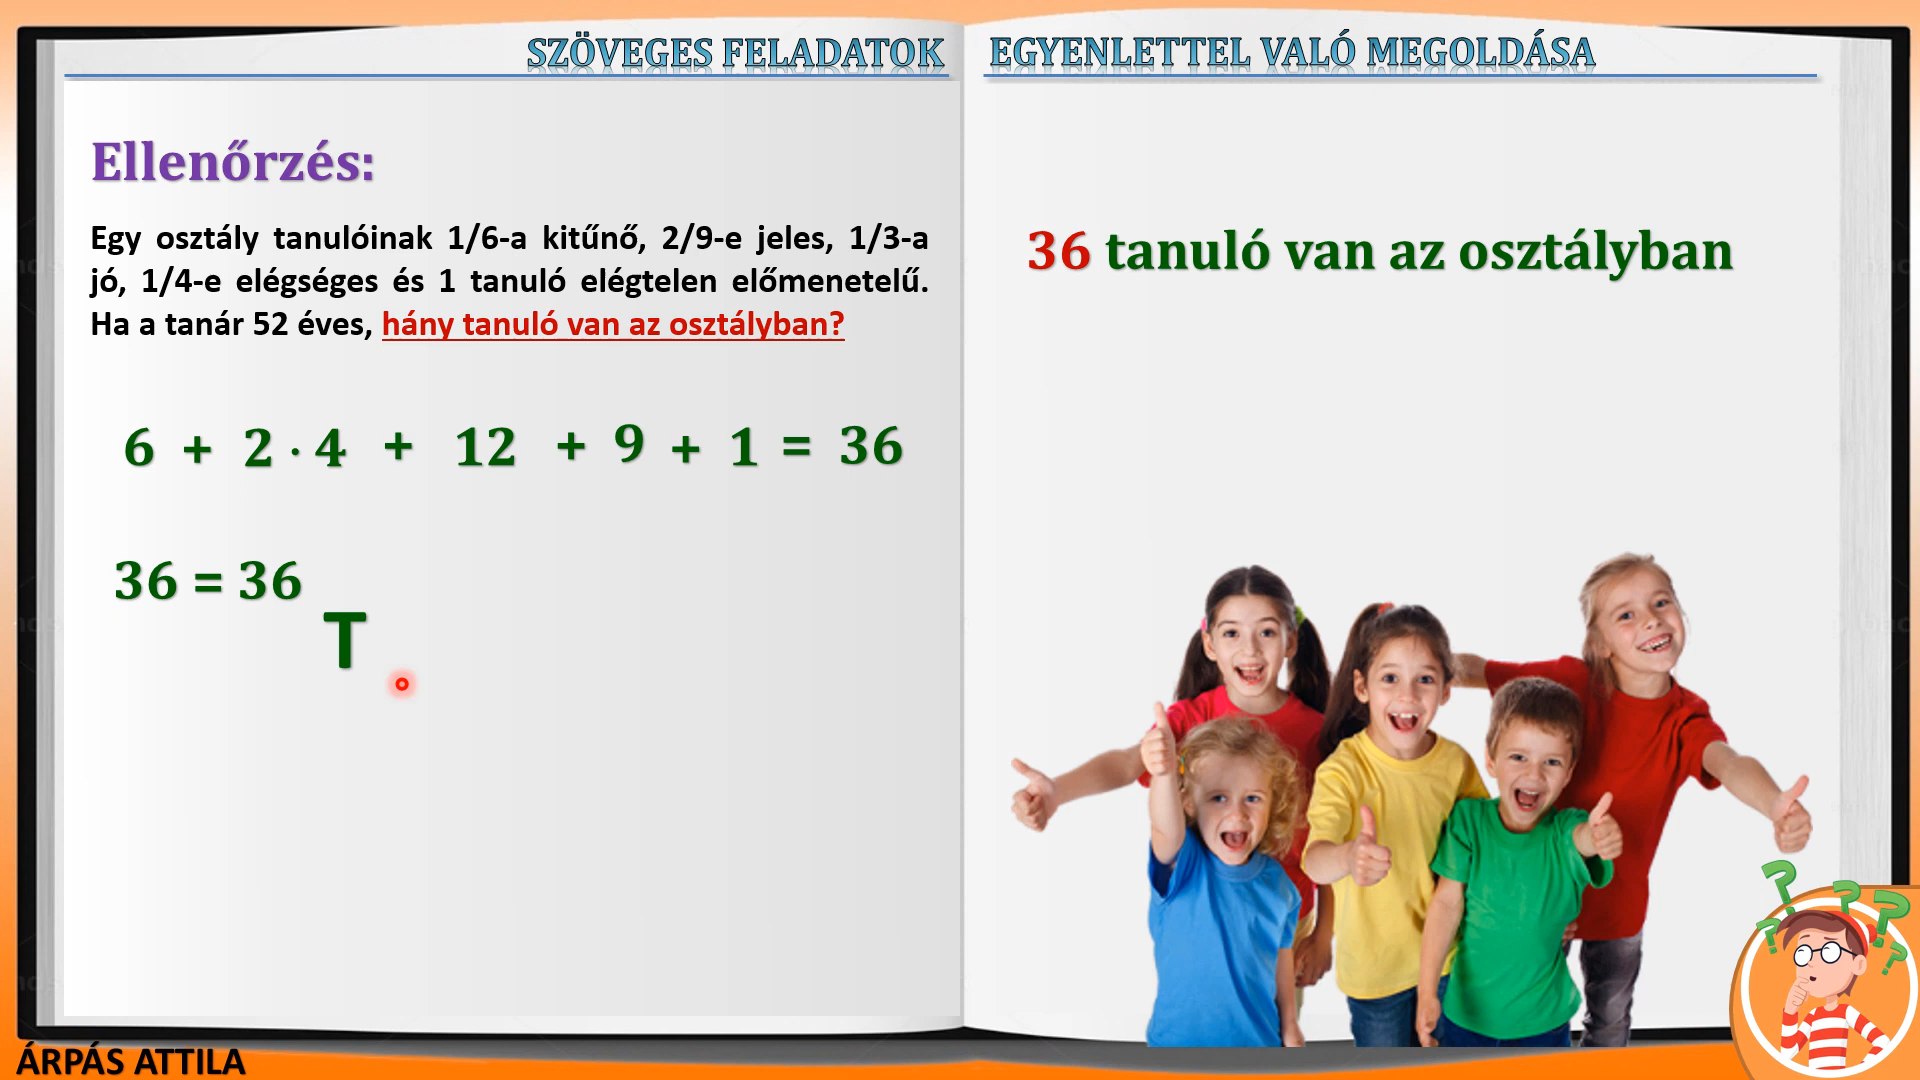 SZÖVEGES FELADATOK
EGYENLETTEL VALÓ MEGOLDÁSA
Ellenőrzés:
Egy osztály tanulóinak 1/6-a kitűnő, 2/9-e jeles, 1/3-a
jó, 1/4-e elégséges és 1 tanuló elégtelen előmenetelű.
Ha a tanár 52 éves, hány tanuló van az osztályban?
6 + 2 · 4 + 12 + 9 + 1 = 36
36 = 36
T
36 tanuló van az osztályban
ÁRPÁS ATTILA